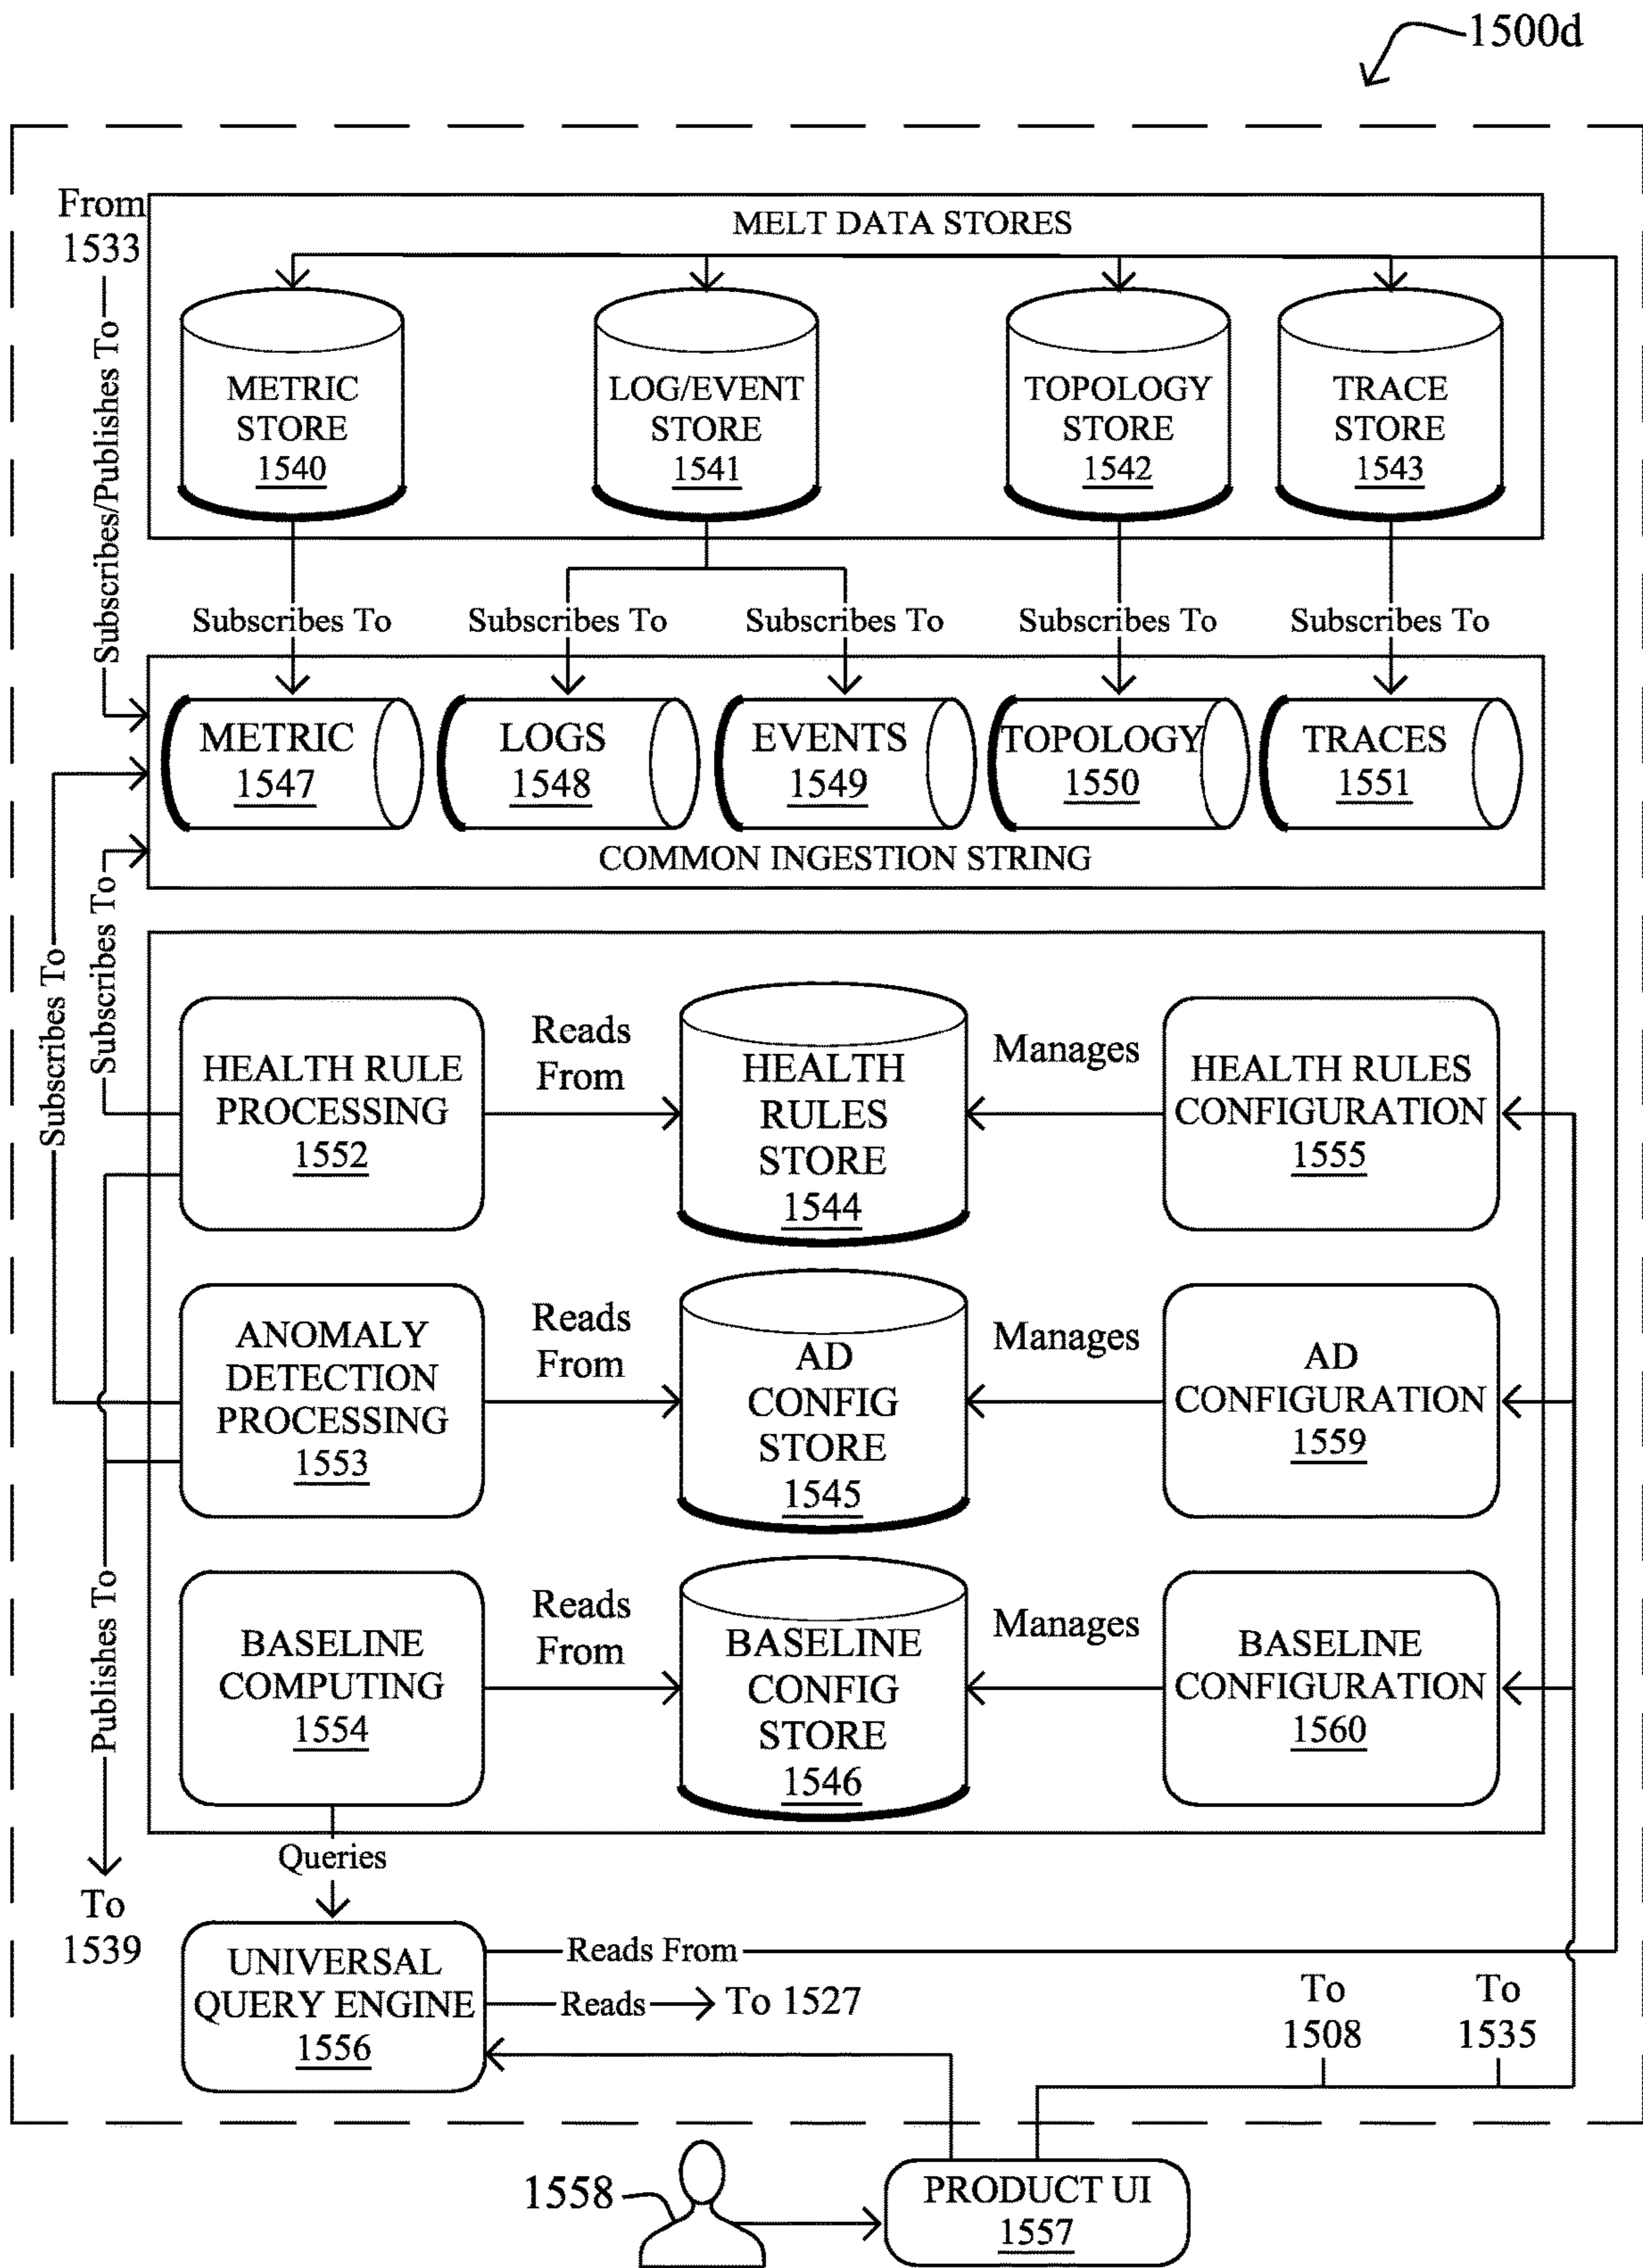 1500d
From
1533
Subscribes/Publishes To
MELT DATA STORES
METRIC
STORE
1540
LOG/EVENT
STORE
1541
TOPOLOGY
STORE
1542
TRACE
STORE
1543
Subscribes To
Subscribes To
Subscribes To
Subscribes To
Subscribes To
METRIC
1547
LOGS
1548
EVENTS
1549
TOPOLOGY
1550
TRACES
1551
COMMON INGESTION STRING
Subscribes To
Subscribes To
HEALTH RULE
PROCESSING
1552
Reads
From
HEALTH
RULES
STORE
1544
Manages
HEALTH RULES
CONFIGURATION
1555
ANOMALY
DETECTION
PROCESSING
1553
Reads
From
AD
CONFIG
STORE
1545
Manages
AD
CONFIGURATION
1559
Publishes To
BASELINE
COMPUTING
1554
Reads
From
BASELINE
CONFIG
STORE
1546
Manages
BASELINE
CONFIGURATION
1560
Queries
To
1539
UNIVERSAL
QUERY ENGINE
1556
Reads From
Reads
To 1527
To
1508
To
1535
1558
PRODUCT UI
1557